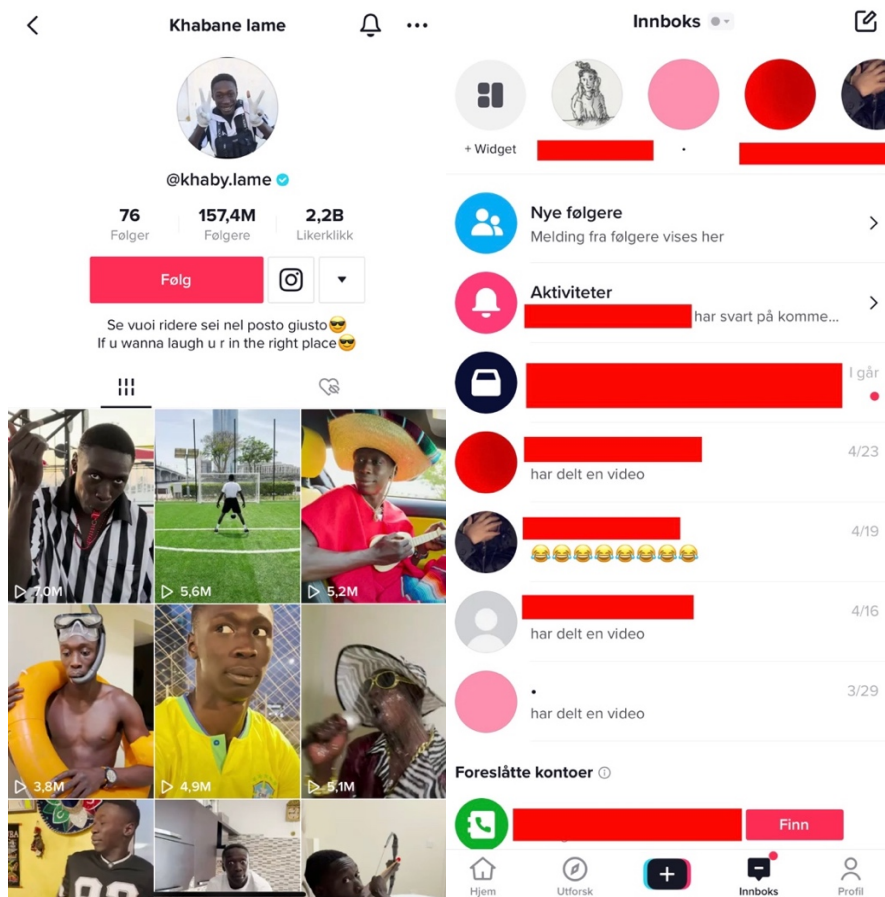 Khabane lame
@khaby.lame
76
157,4M
2,2B
Følger
Følgere
Likerklikk
Følg
Se vuoi ridere sei nel posto giusto😎
If u wanna laugh u r in the right place😎
7,0M
5,6M
5,2M
3,8M
4,9M
5,1M
Innboks
+ Widget
Nye følgere
Melding fra følgere vises her
Aktiviteter
har svart på komme...
I går
4/23
har delt en video
4/19
😂😂😂😂😂😂😂😂
4/16
har delt en video
3/29
har delt en video
Foreslåtte kontoer
Finn
Hjem
Utforsk
Innboks
Profil